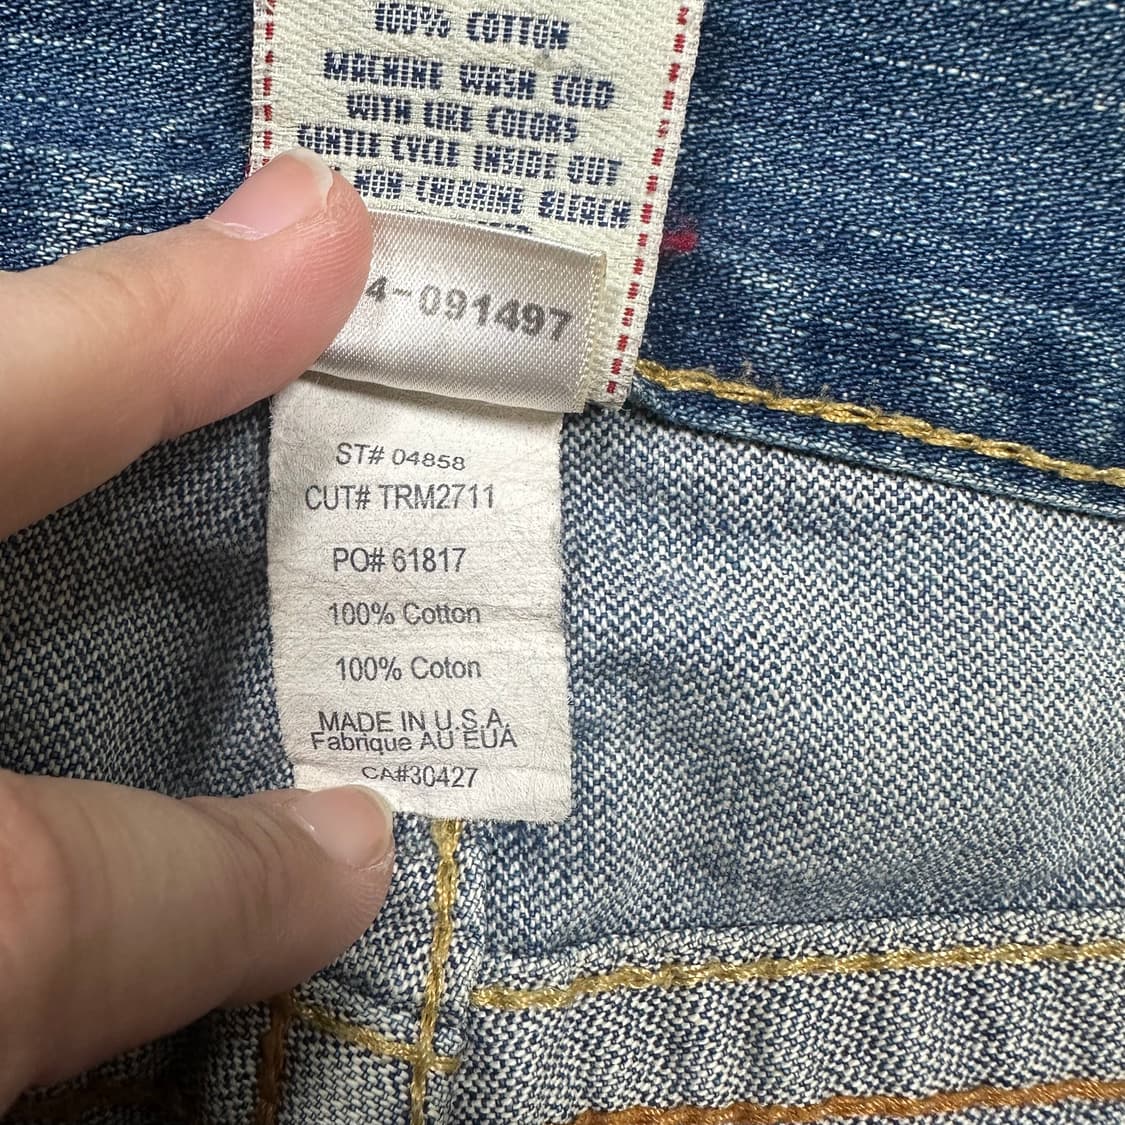 100% COTTON
MACHINE WASH COLD
WITH LIKE COLORS
GENTLE CYCLE INSIDE OUT
NON-CHLORINE BLEACH
4-091497
ST# 04858
CUT# TRM2711
PO# 61817
100% Cotton
100% Coton
MADE IN U.S.A.
Fabrique AU EUA
CA#30427